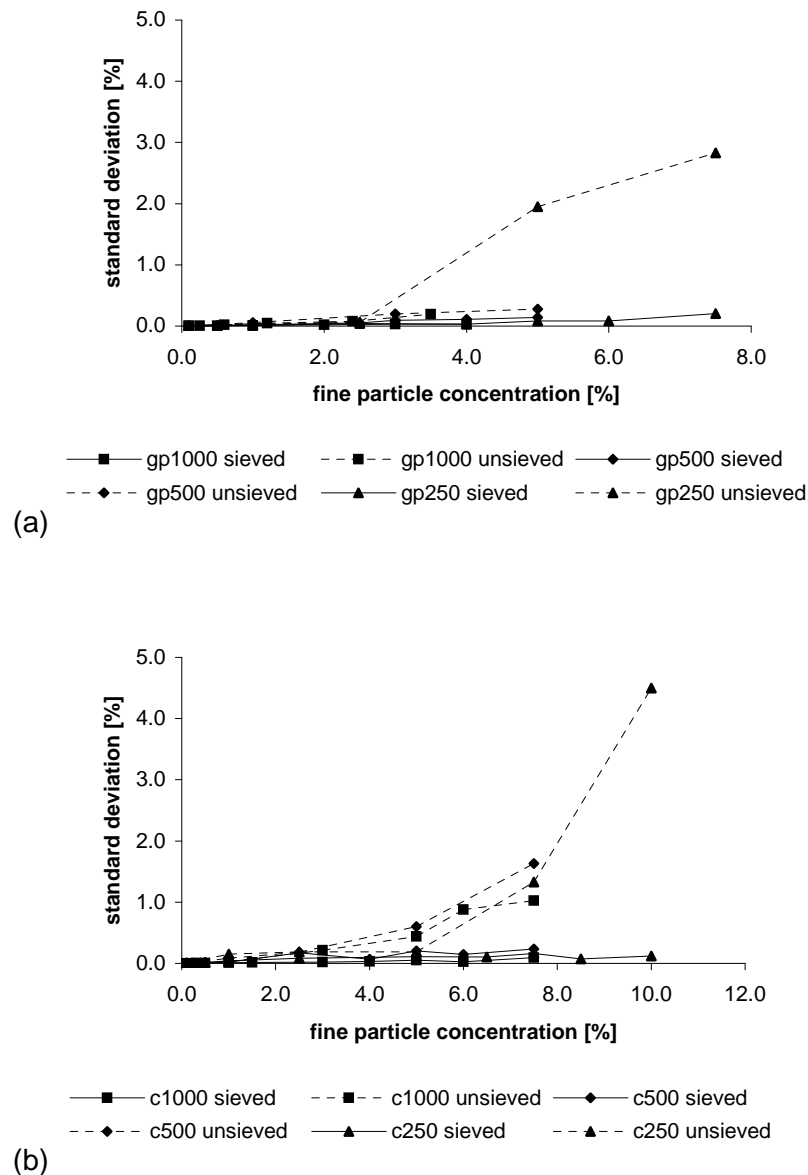 5.0
4.0
3.0
2.0
1.0
0.0
standard deviation [%]
0.0 2.0 4.0 6.0 8.0
fine particle concentration [%]
gp1000 sieved gp1000 unsieved gp500 sieved
gp500 unsieved gp250 sieved gp250 unsieved
(a)
5.0
4.0
3.0
2.0
1.0
0.0
standard deviation [%]
0.0 2.0 4.0 6.0 8.0 10.0 12.0
fine particle concentration [%]
c1000 sieved c1000 unsieved c500 sieved
c500 unsieved c250 sieved c250 unsieved
(b)